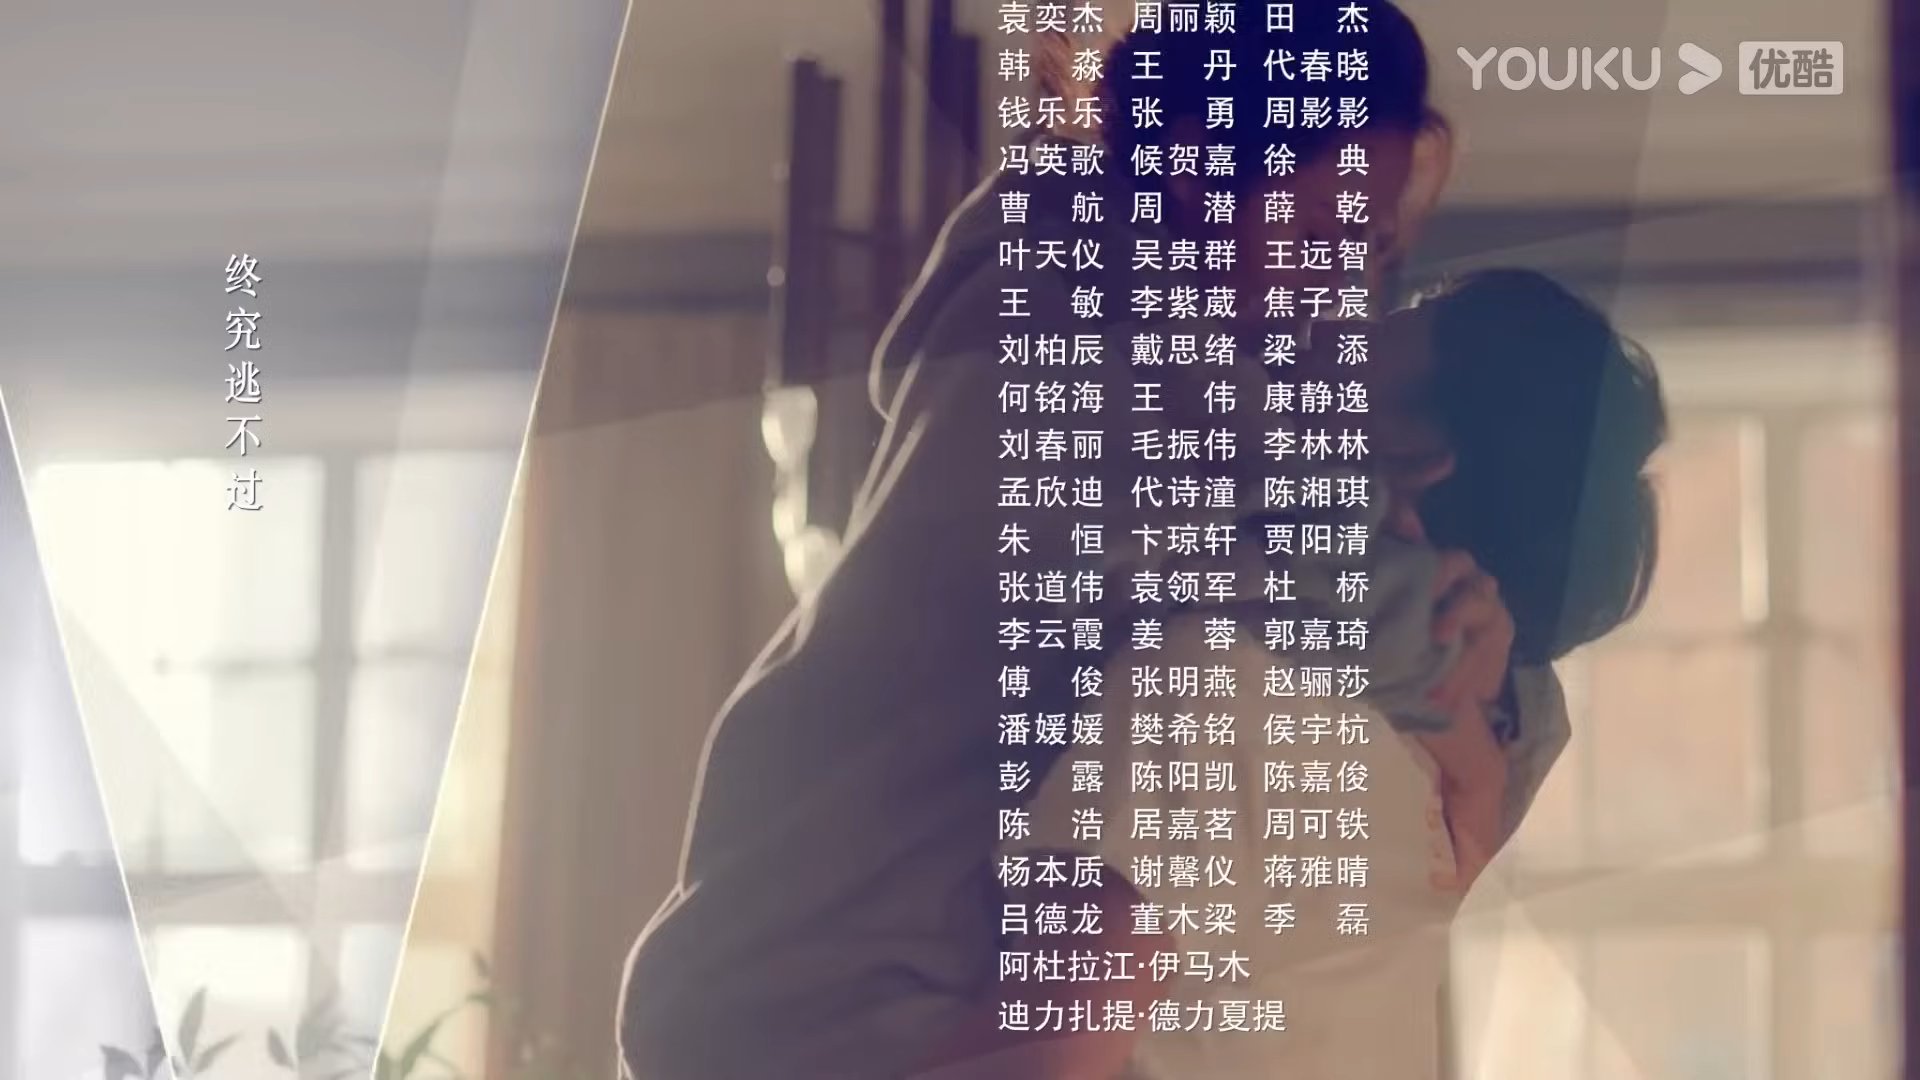 袁奕杰 周丽颖 田 杰
韩 淼 王 丹 代春晓
钱乐乐 张 勇 周影影
冯英歌 候贺嘉 徐 典
曹 航 周 潜 薛 乾
叶天仪 吴贵群 王远智
王 敏 李紫葳 焦子宸
刘柏辰 戴思绪 梁 添
何铭海 王 伟 康静逸
刘春丽 毛振伟 李林林
孟欣迪 代诗潼 陈湘琪
朱 恒 卞琼轩 贾阳清
张道伟 袁领军 杜 桥
李云霞 姜 蓉 郭嘉琦
傅 俊 张明燕 赵骊莎
潘媛媛 樊希铭 侯宇杭
彭 露 陈阳凯 陈嘉俊
陈 浩 居嘉茗 周可铁
杨本质 谢馨仪 蒋雅晴
吕德龙 董木梁 季 磊
阿杜拉江·伊马木
迪力扎提·德力夏提
终究逃不过
YOUKU 优酷